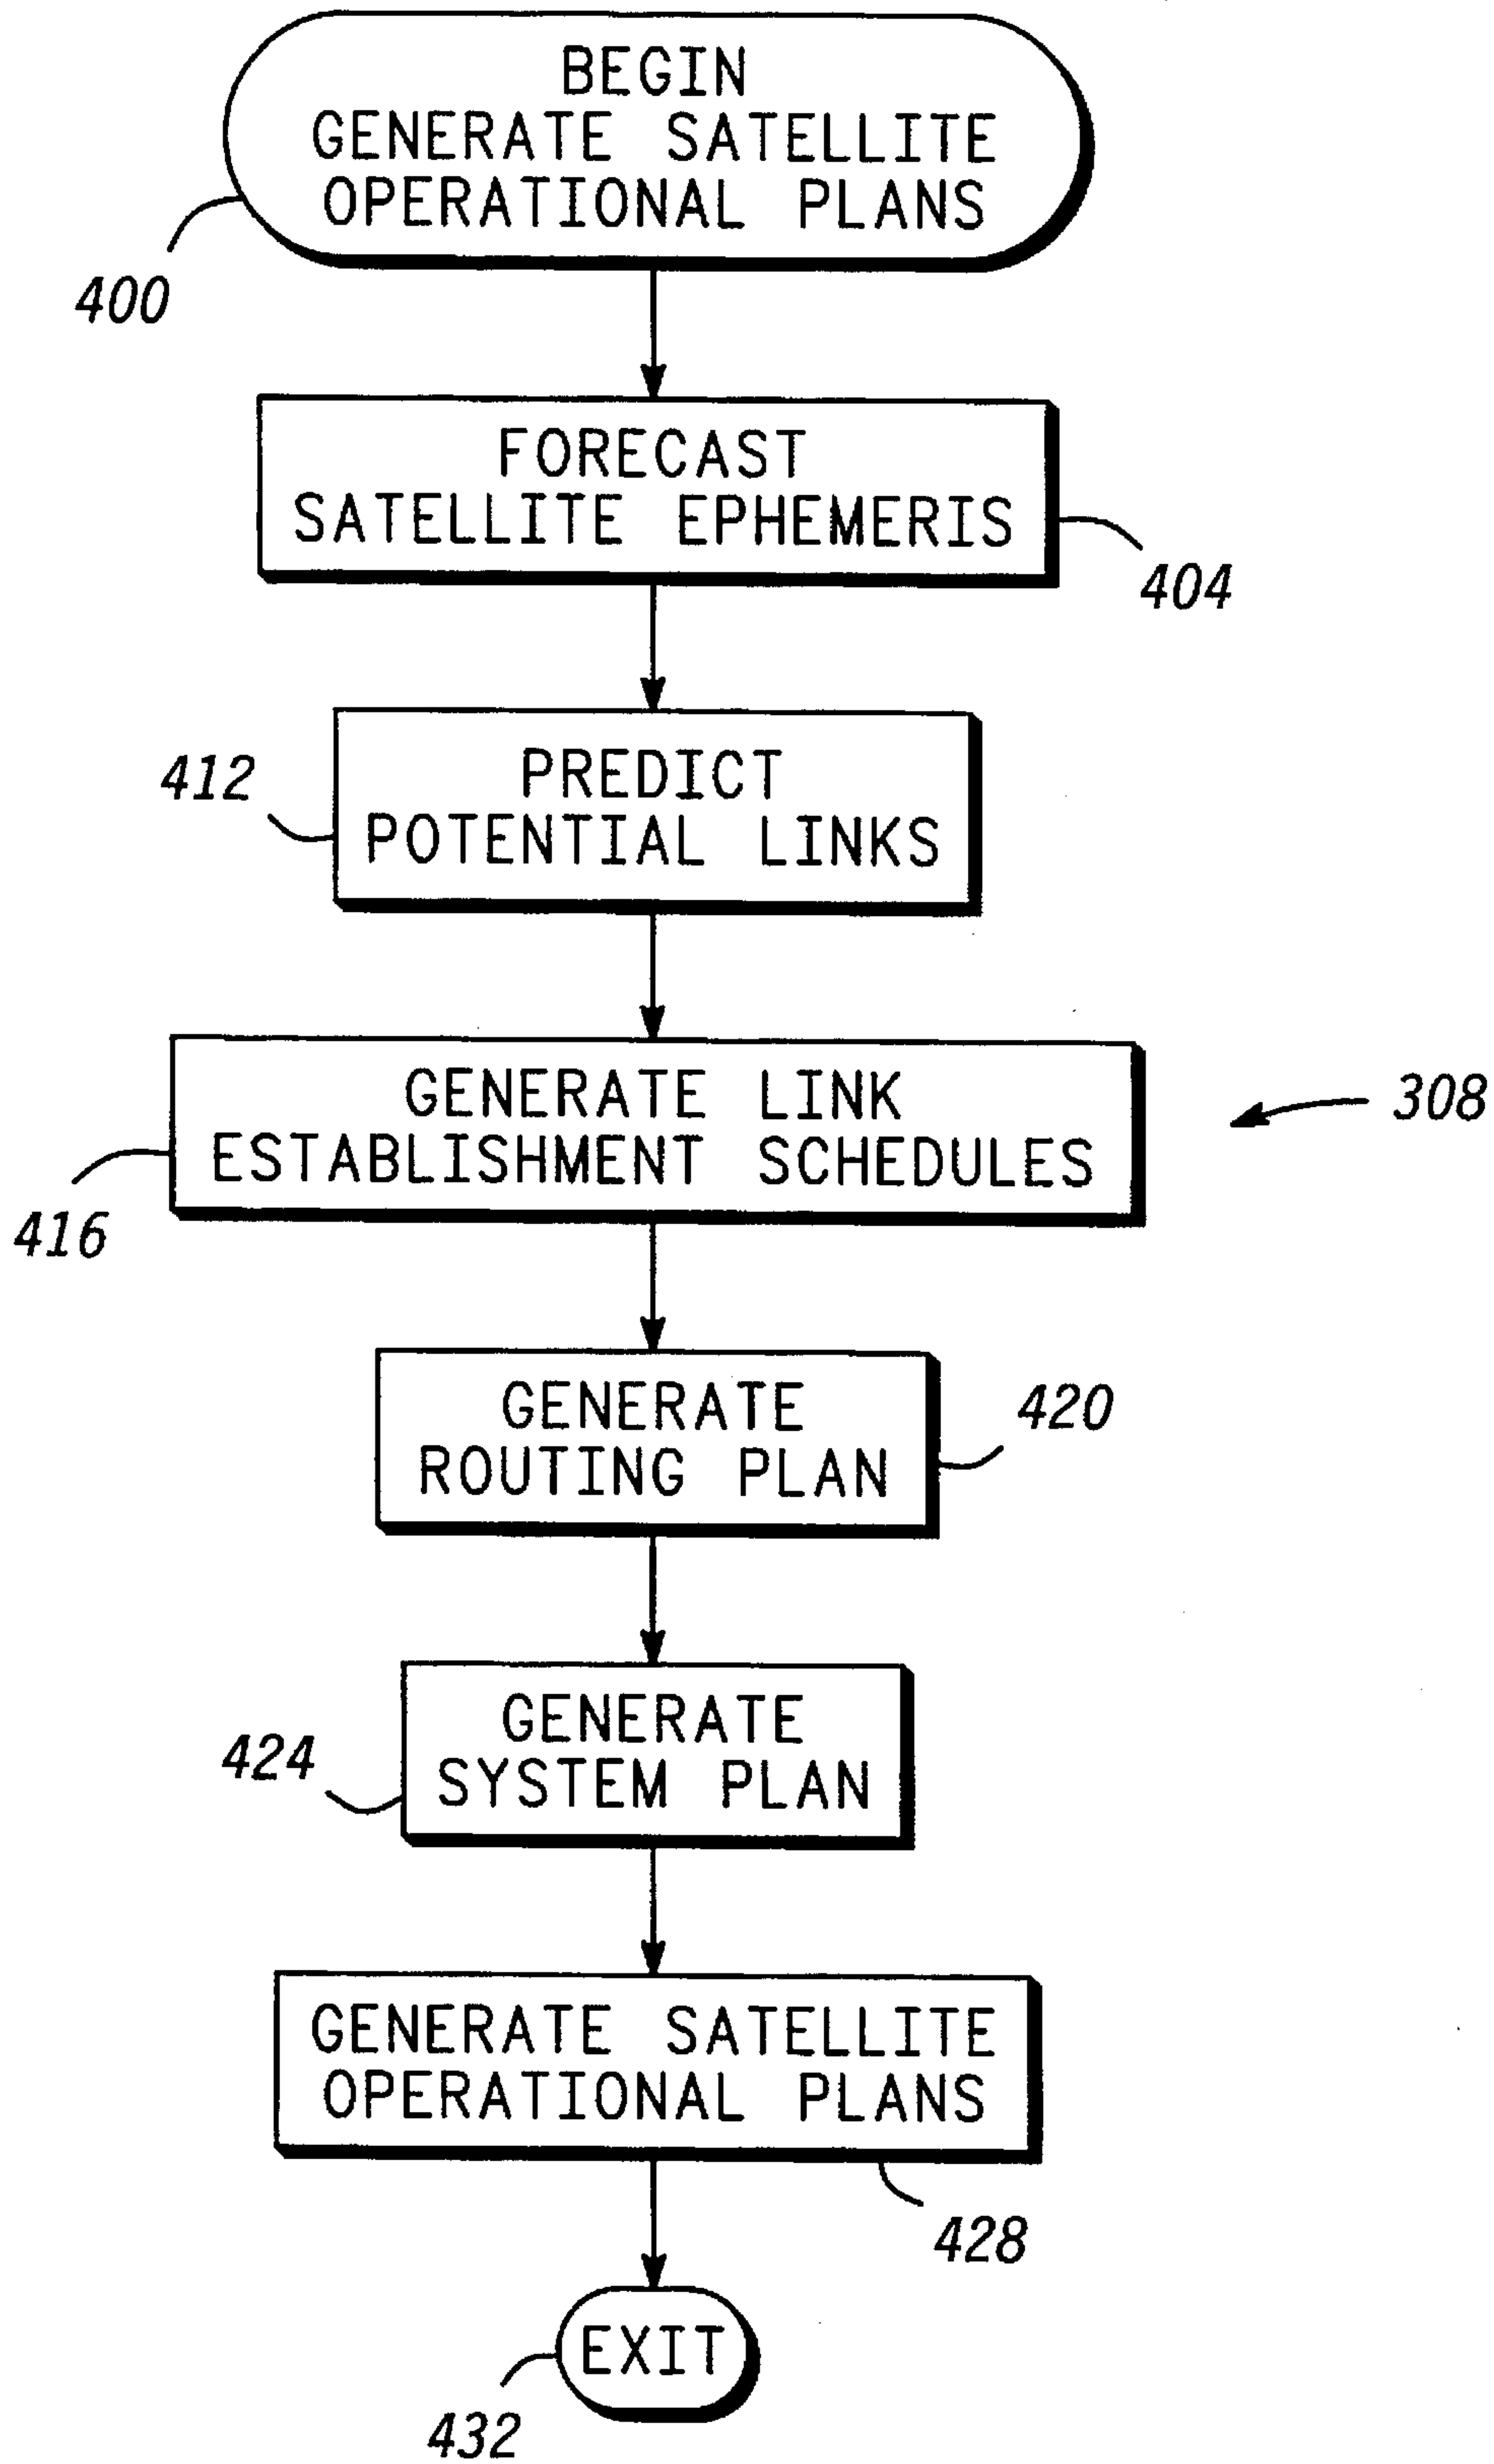 BEGIN
GENERATE SATELLITE
OPERATIONAL PLANS
400
FORECAST
SATELLITE EPHEMERIS
404
412
PREDICT
POTENTIAL LINKS
GENERATE LINK
ESTABLISHMENT SCHEDULES
308
416
GENERATE
ROUTING PLAN
420
GENERATE
SYSTEM PLAN
424
GENERATE SATELLITE
OPERATIONAL PLANS
428
EXIT
432